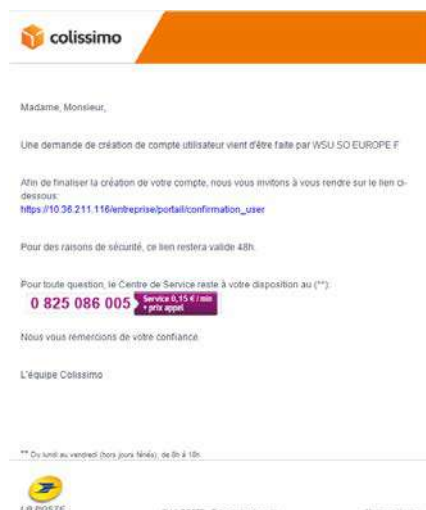 colissimo
Madame, Monsieur,
Une demande de création de compte utilisateur vient d'être faite par WSU SO EUROPE F
Afin de finaliser la création de votre compte, nous vous invitons à vous rendre sur le lien ci-
dessous:
https://10.36.211.116/entreprise/portail/confirmation_user
Pour des raisons de sécurité, ce lien restera valide 48h.
Pour toute question, le Centre de Service reste à votre disposition au (**):
0 825 086 005 Service 0,15 € / min
+ prix appel
Nous vous remercions de votre confiance
L'équipe Colissimo
** Du lundi au vendredi (hors jours fériés), de 8h à 18h.
LA POSTE